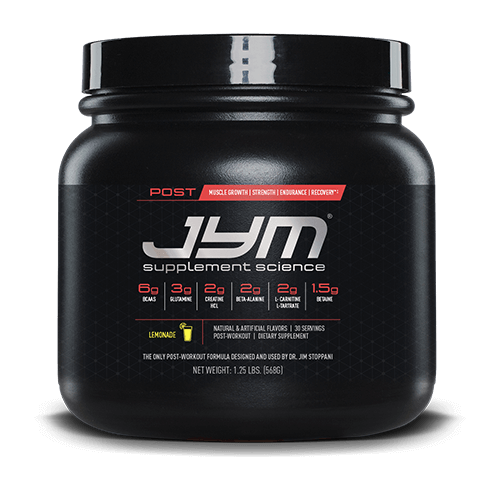 POST MUSCLE GROWTH | STRENGTH | ENDURANCE | RECOVERY*‡
JYM®
supplement science
6g 3g 2g 2g 2g 1.5g
BCAAS GLUTAMINE CREATINE HCL BETA-ALANINE L-CARNITINE L-TARTRATE BETAINE
LEMONADE
NATURAL & ARTIFICIAL FLAVORS | 30 SERVINGS
POST-WORKOUT | DIETARY SUPPLEMENT
THE ONLY POST-WORKOUT FORMULA DESIGNED AND USED BY DR. JIM STOPPANI
NET WEIGHT: 1.25 LBS. (568G)